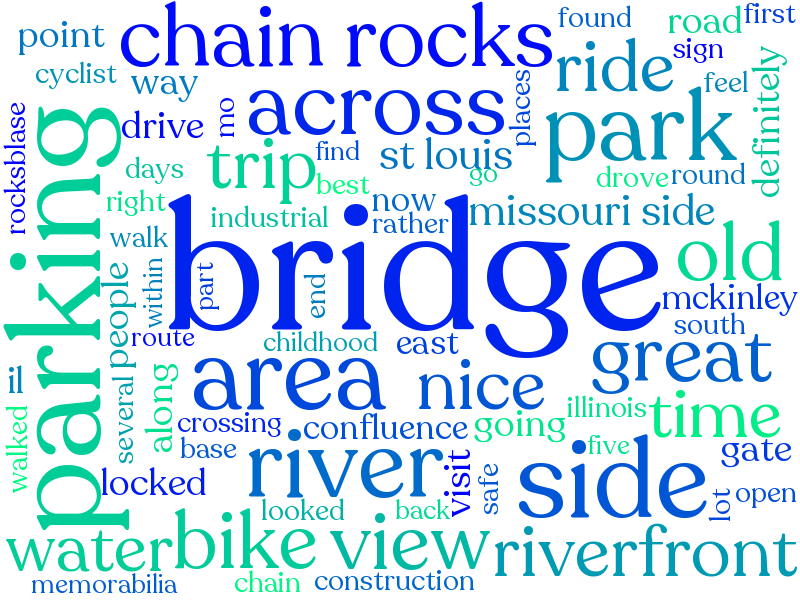 point
chain rocks
found
road
first
cyclist
way
ride
sign
feel
rocksblase
parking
drive
mo
across
places
park
definitely
days
trip
find
st louis
go
drove
round
right
best
now
rather
missouri side
walk
industrial
bridge
old
within
part
end
mckinley
people
route
childhood
east
south
il
several
along
area
nice
great
walked
crossing
confluence
going
illinois
time
base
river
visit
safe
side
five
gate
locked
lot
open
looked
back
water
bike
view
riverfront
memorabilia
chain
construction